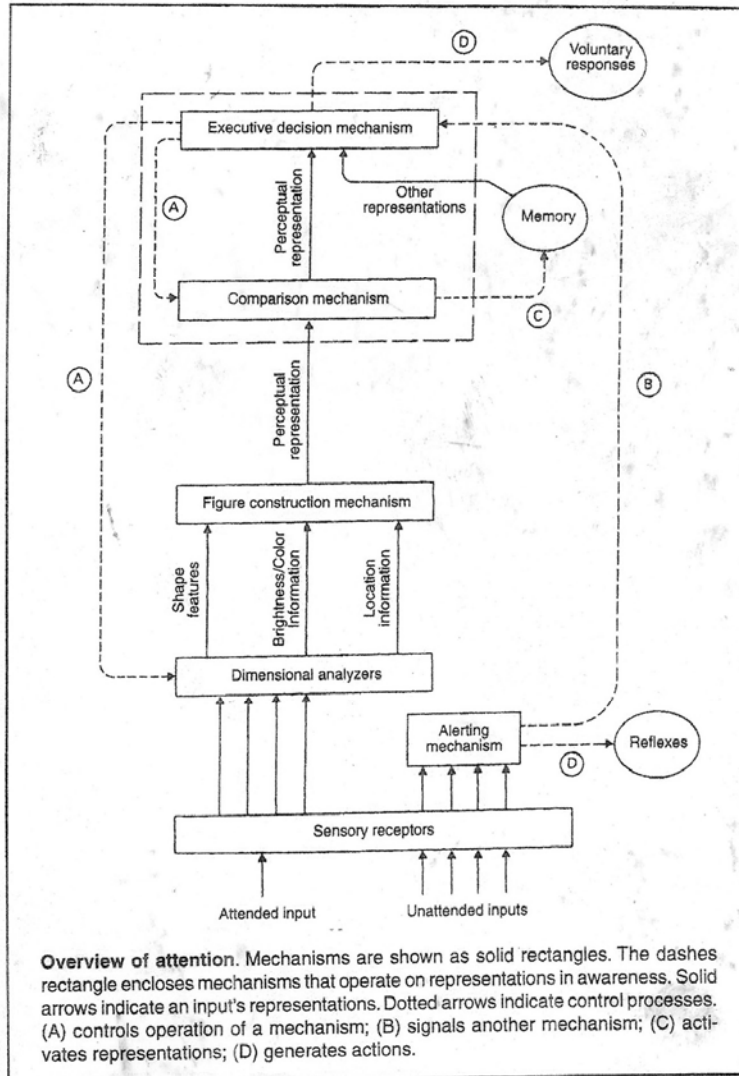 D
Voluntary
responses
Executive decision mechanism
A
Perceptual
representation
Other
representations
Memory
Comparison mechanism
C
A
B
Perceptual
representation
Figure construction mechanism
Shape
features
Brightness/Color
Information
Location
information
Dimensional analyzers
Alerting
mechanism
Reflexes
D
Sensory receptors
Attended input
Unattended inputs
Overview of attention. Mechanisms are shown as solid rectangles. The dashes
rectangle encloses mechanisms that operate on representations in awareness. Solid
arrows indicate an input's representations. Dotted arrows indicate control processes.
(A) controls operation of a mechanism; (B) signals another mechanism; (C) acti-
vates representations; (D) generates actions.